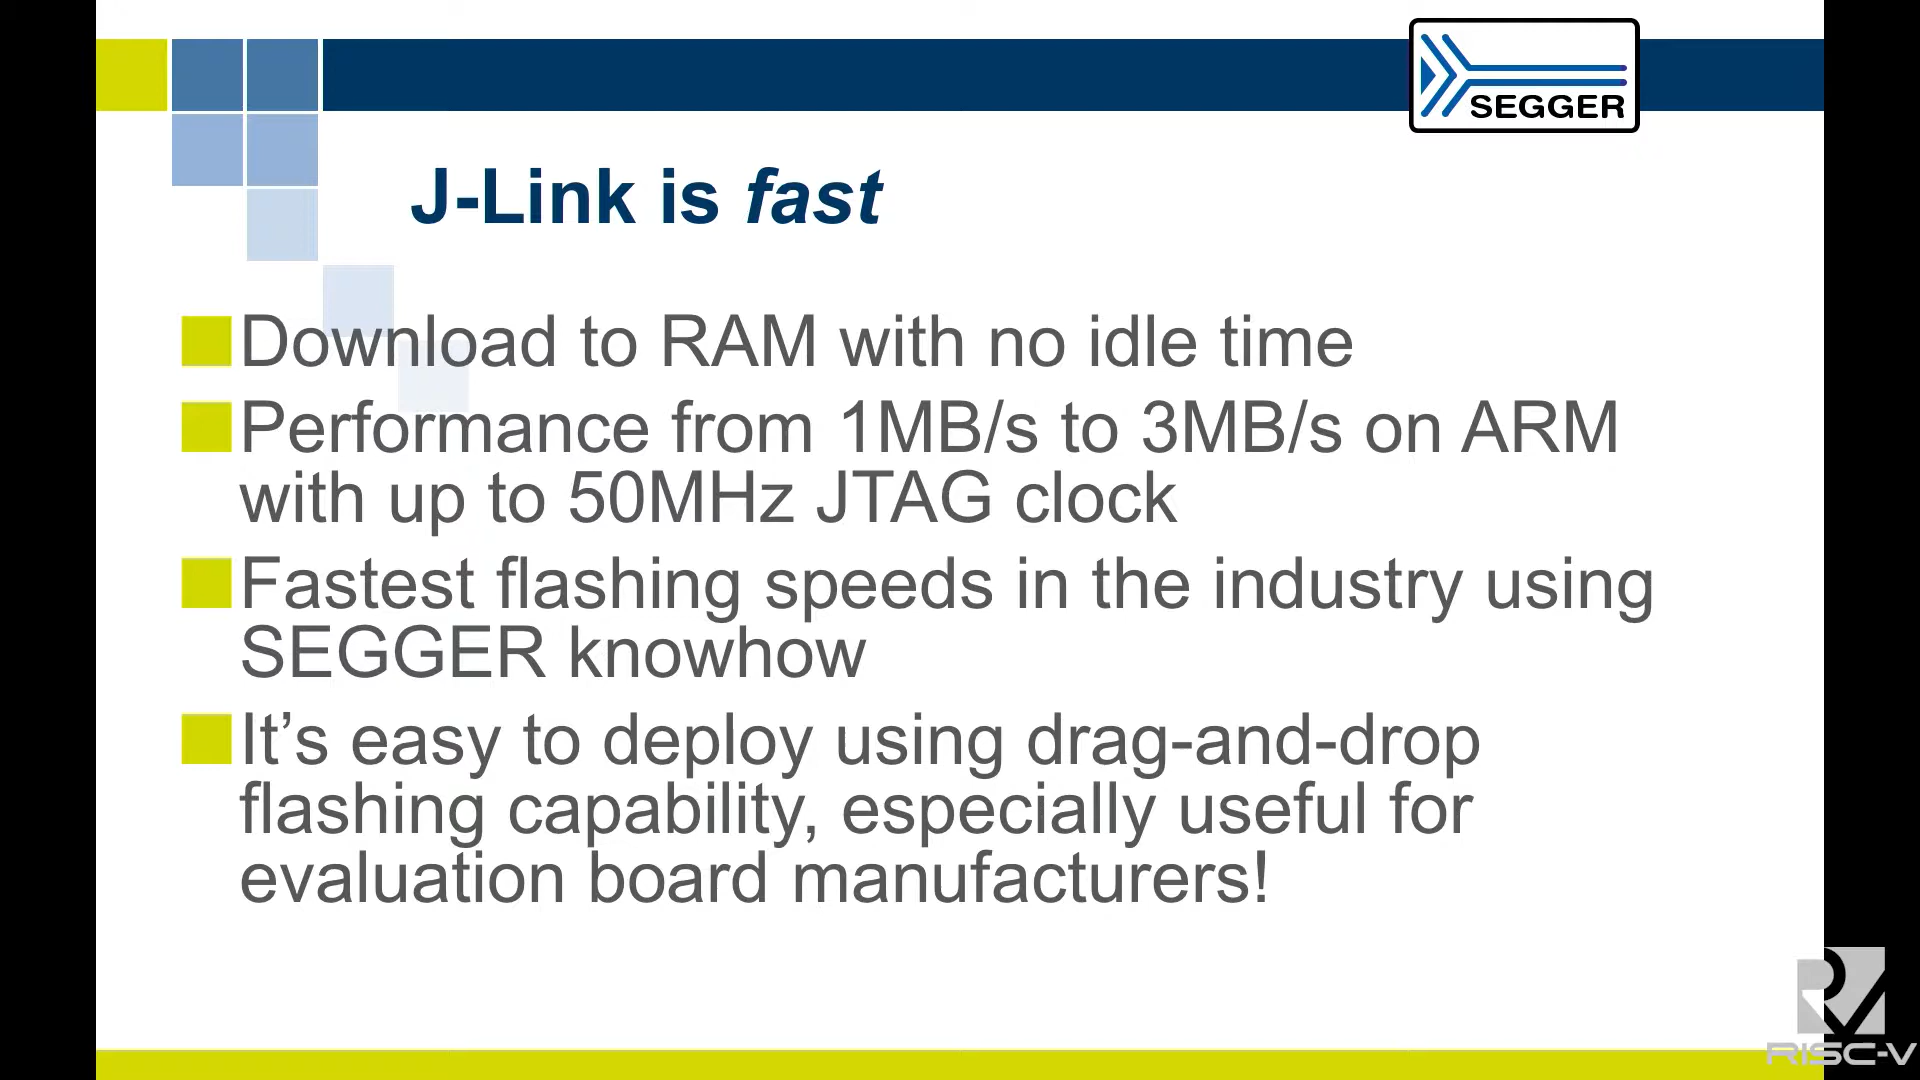 SEGGER
J-Link is fast
Download to RAM with no idle time
Performance from 1MB/s to 3MB/s on ARM
with up to 50MHz JTAG clock
Fastest flashing speeds in the industry using
SEGGER knowhow
It’s easy to deploy using drag-and-drop
flashing capability, especially useful for
evaluation board manufacturers!
RISC-V